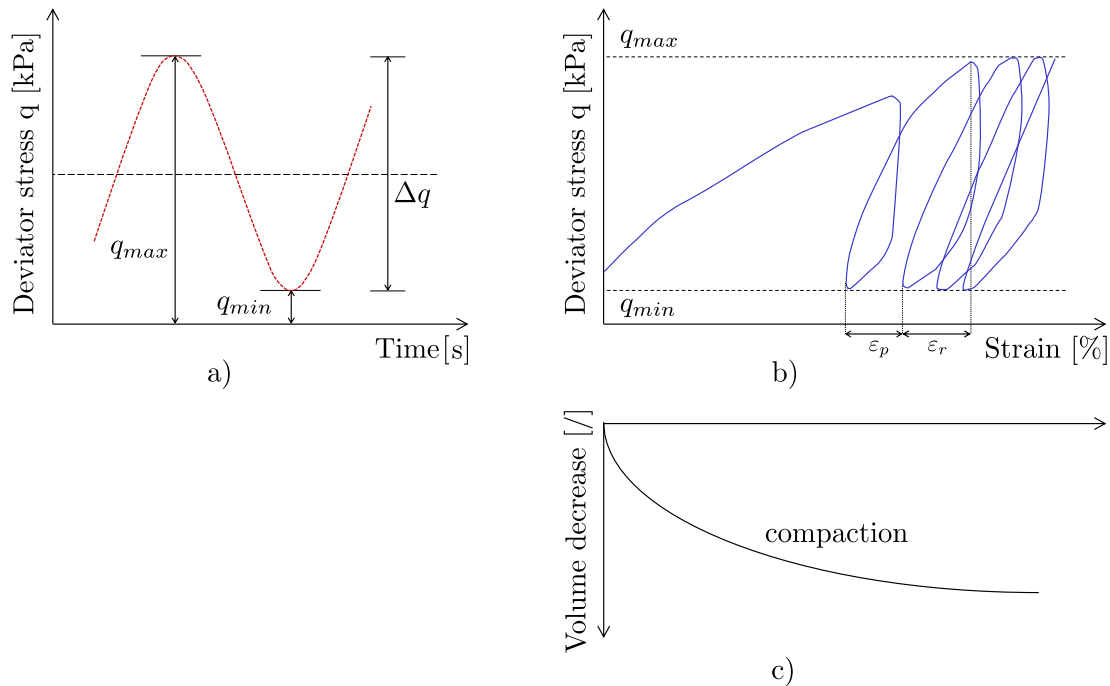 Deviator stress q [kPa]
q_max
q_min
Δq
Time[s]
a)
Deviator stress q [kPa]
q_max
q_min
ε_p
ε_r
Strain [%]
b)
Volume decrease [/]
compaction
c)